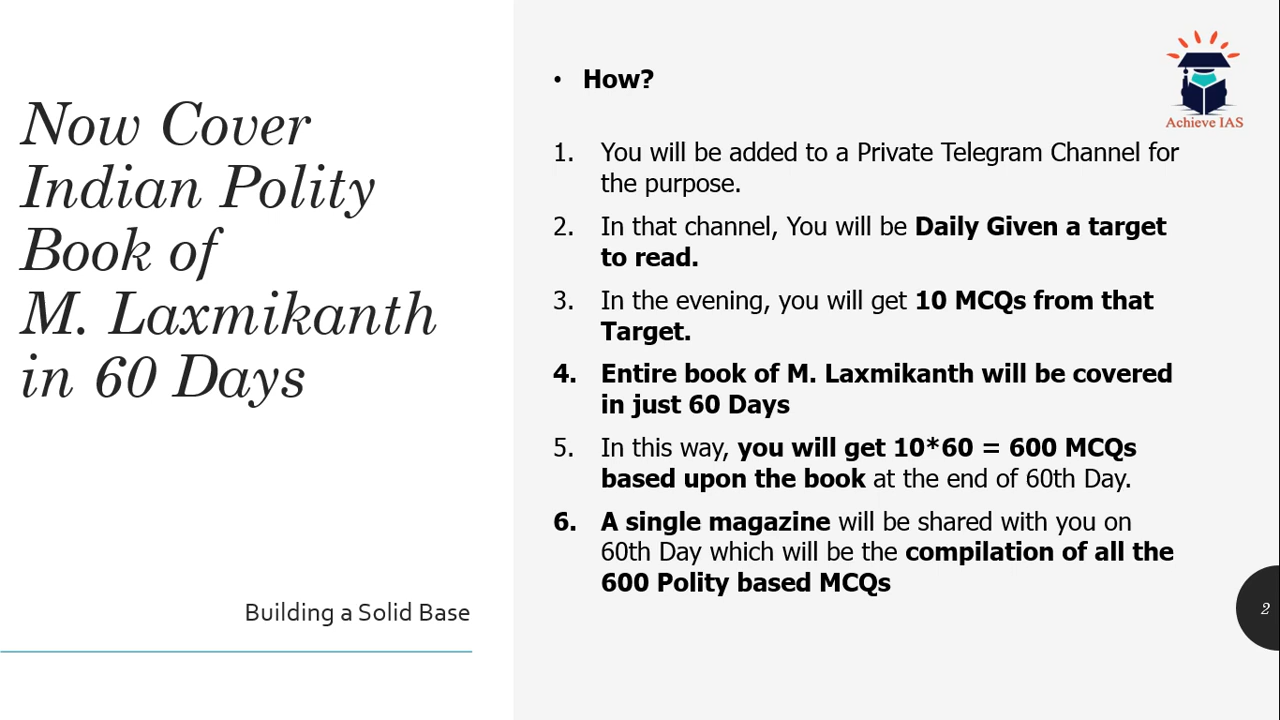 Now Cover
Indian Polity
Book of
M. Laxmikanth
in 60 Days
Building a Solid Base
• How?
1. You will be added to a Private Telegram Channel for
the purpose.
2. In that channel, You will be Daily Given a target
to read.
3. In the evening, you will get 10 MCQs from that
Target.
4. Entire book of M. Laxmikanth will be covered
in just 60 Days
5. In this way, you will get 10*60 = 600 MCQs
based upon the book at the end of 60th Day.
6. A single magazine will be shared with you on
60th Day which will be the compilation of all the
600 Polity based MCQs
Achieve IAS
2